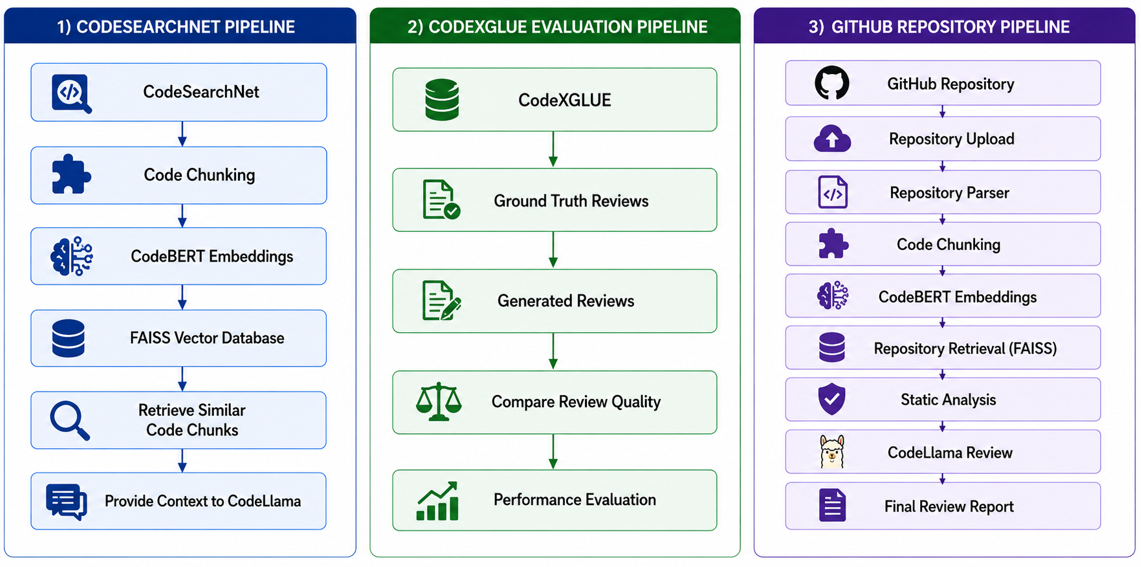 1) CODESEARCHNET PIPELINE
CodeSearchNet
Code Chunking
CodeBERT Embeddings
FAISS Vector Database
Retrieve Similar
Code Chunks
Provide Context to CodeLlama
2) CODEXGLUE EVALUATION PIPELINE
CodeXGLUE
Ground Truth Reviews
Generated Reviews
Compare Review Quality
Performance Evaluation
3) GITHUB REPOSITORY PIPELINE
GitHub Repository
Repository Upload
Repository Parser
Code Chunking
CodeBERT Embeddings
Repository Retrieval (FAISS)
Static Analysis
CodeLlama Review
Final Review Report